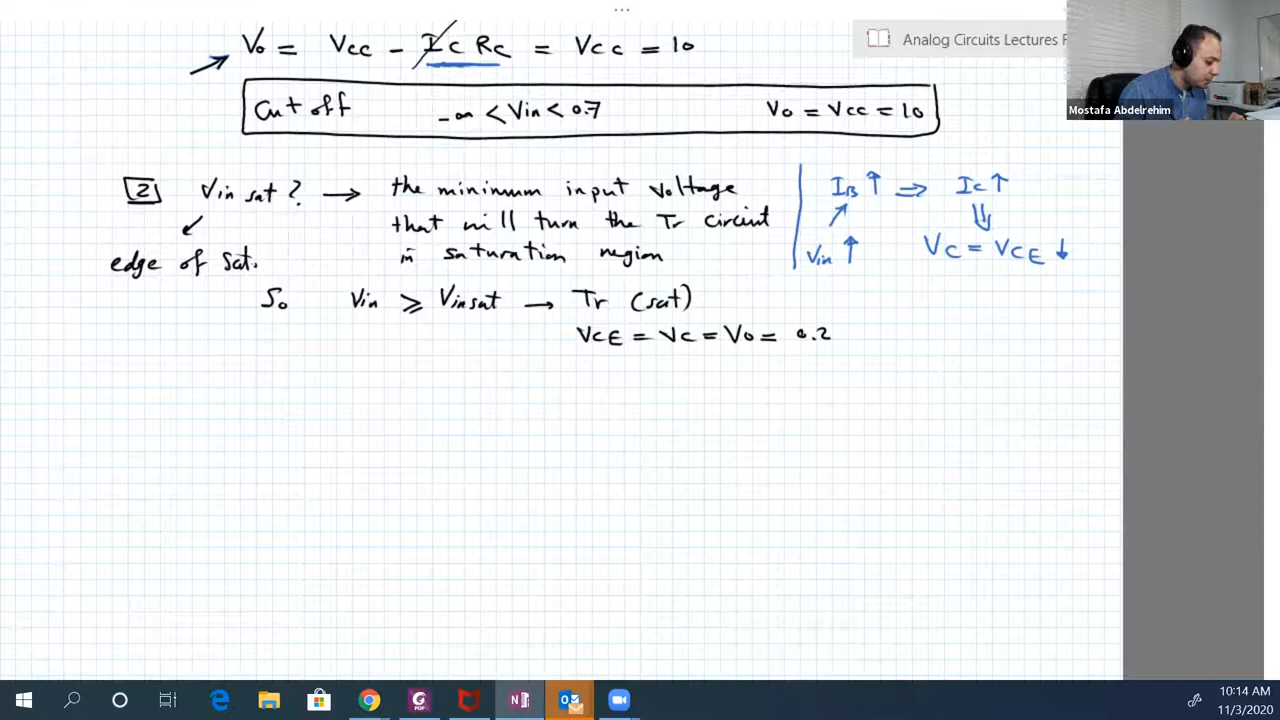 Vo = Vcc - Ic Rc = Vcc = 10
Analog Circuits Lectures F
Mostafa Abdelrehim
Cut off -∞ < Vin < 0.7 Vo = Vcc = 10
2 Vin sat ? → the minimum input voltage
that will turn the Tr circuit
in saturation region
edge of sat.
IB ↑ ⇒ Ic ↑
Vin ↑ VC = VCE ↓
So Vin ⩾ Vin sat → Tr (sat)
VCE = VC = Vo = 0.2
10:14 AM
11/3/2020